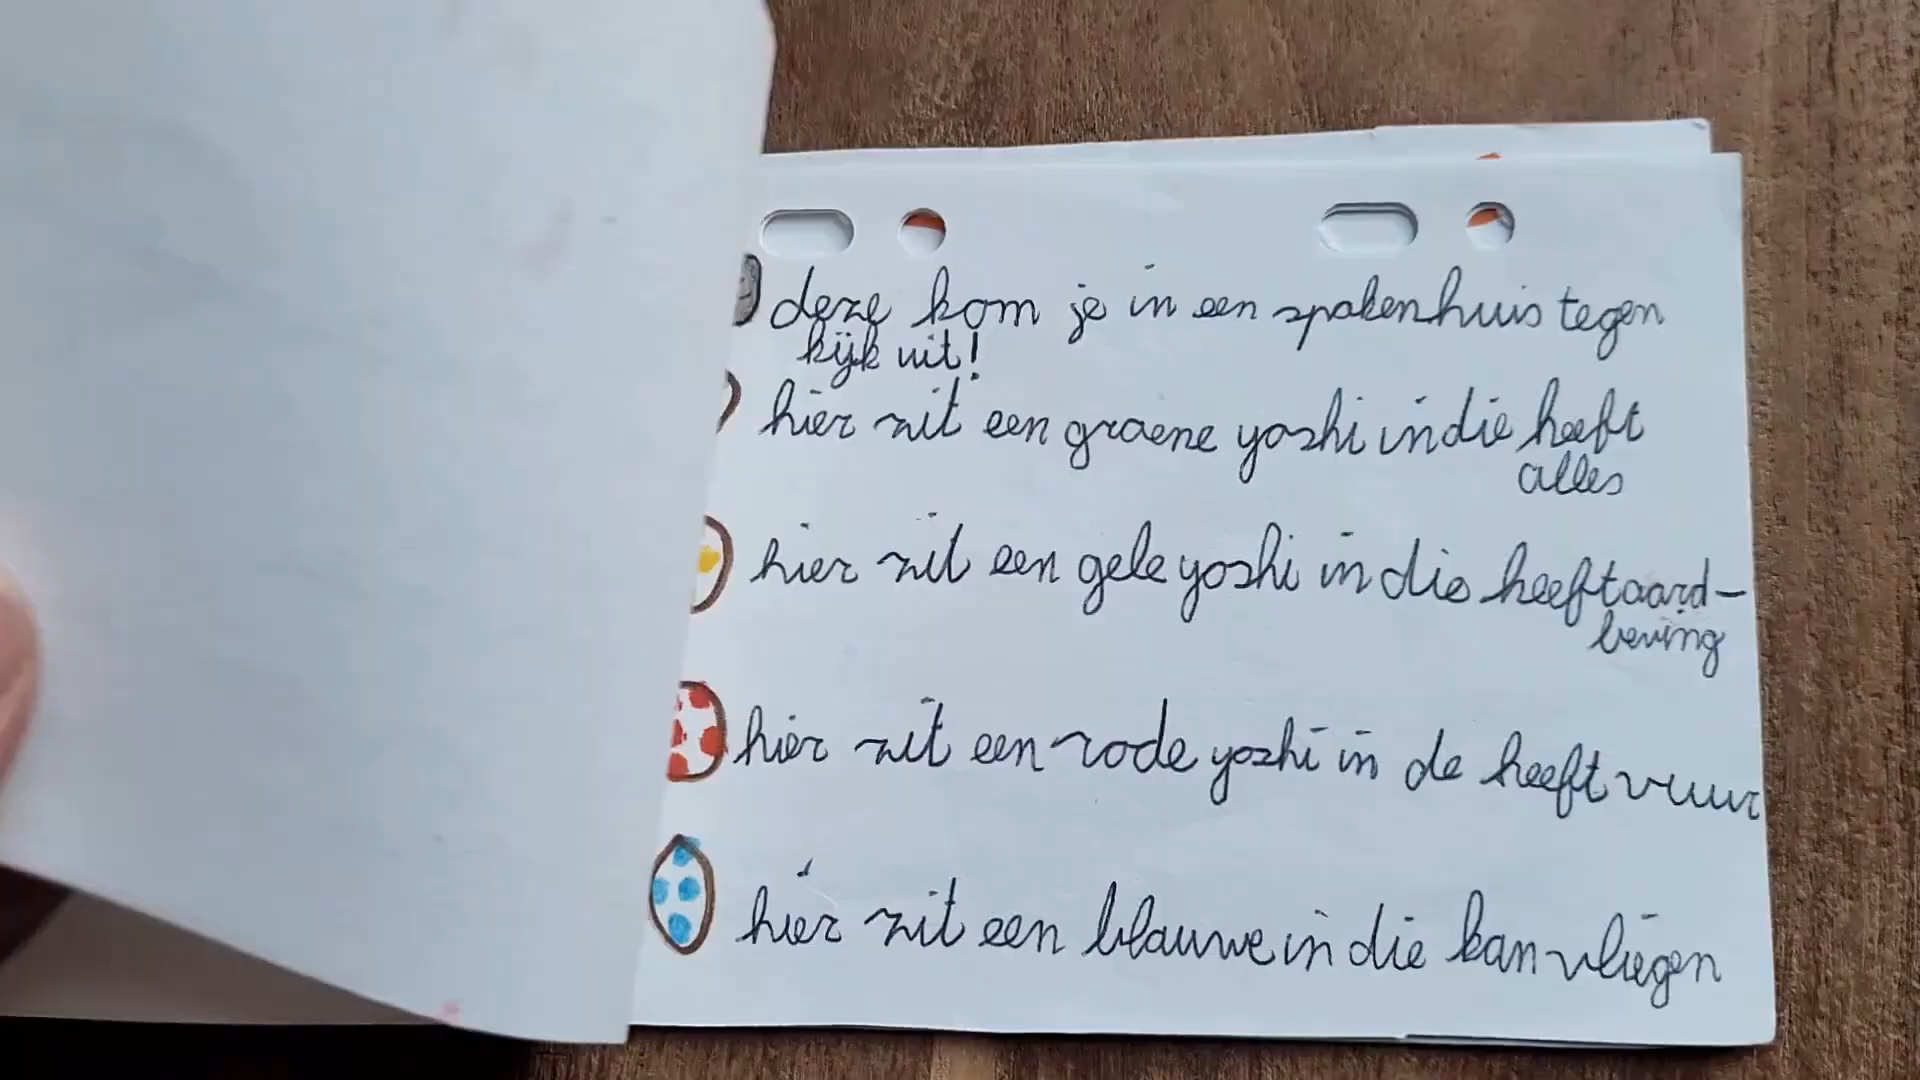 deze kom je in een spokenhuis tegen
kijk uit!
hier zit een groene yoshi in die heeft
alles
hier zit een gele yoshi in die heeft aard-
beving
hier zit een rode yoshi in de heeft vuur
hier zit een blauwe in die kan vliegen